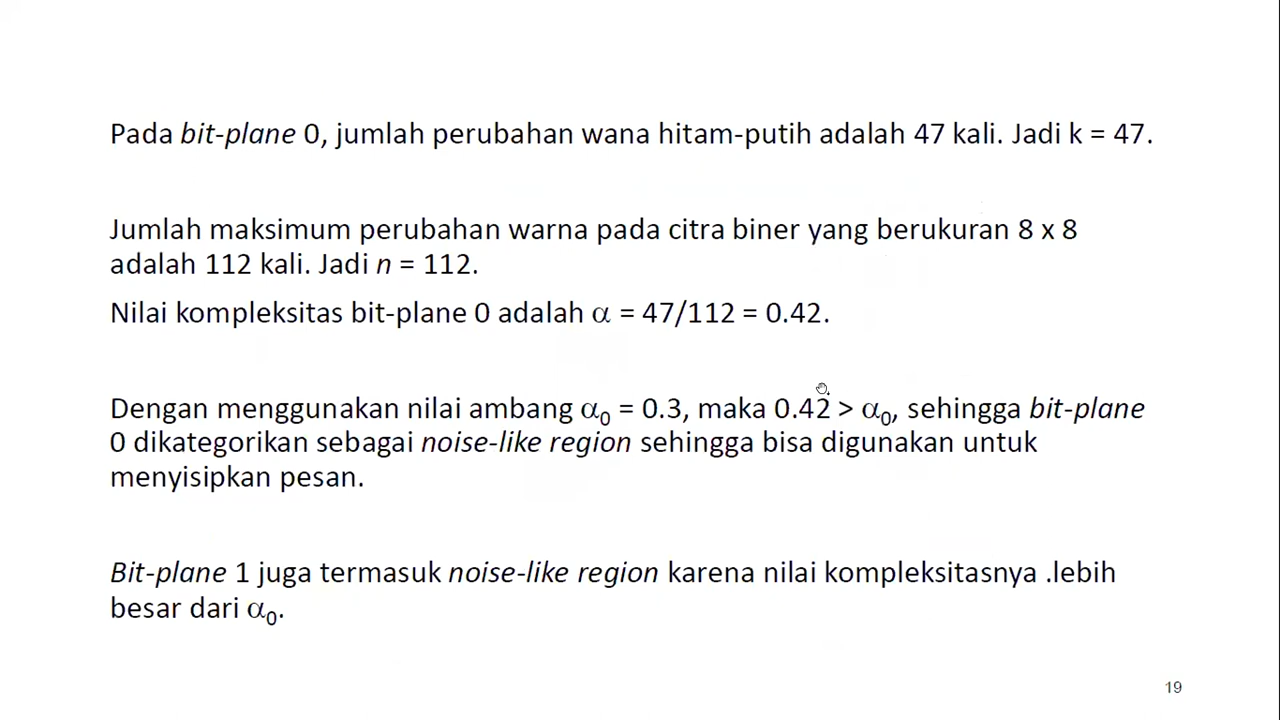 Pada bit-plane 0, jumlah perubahan wana hitam-putih adalah 47 kali. Jadi k = 47.
Jumlah maksimum perubahan warna pada citra biner yang berukuran 8 x 8
adalah 112 kali. Jadi n = 112.
Nilai kompleksitas bit-plane 0 adalah α = 47/112 = 0.42.
Dengan menggunakan nilai ambang α₀ = 0.3, maka 0.42 > α₀, sehingga bit-plane
0 dikategorikan sebagai noise-like region sehingga bisa digunakan untuk
menyisipkan pesan.
Bit-plane 1 juga termasuk noise-like region karena nilai kompleksitasnya .lebih
besar dari α₀.
19